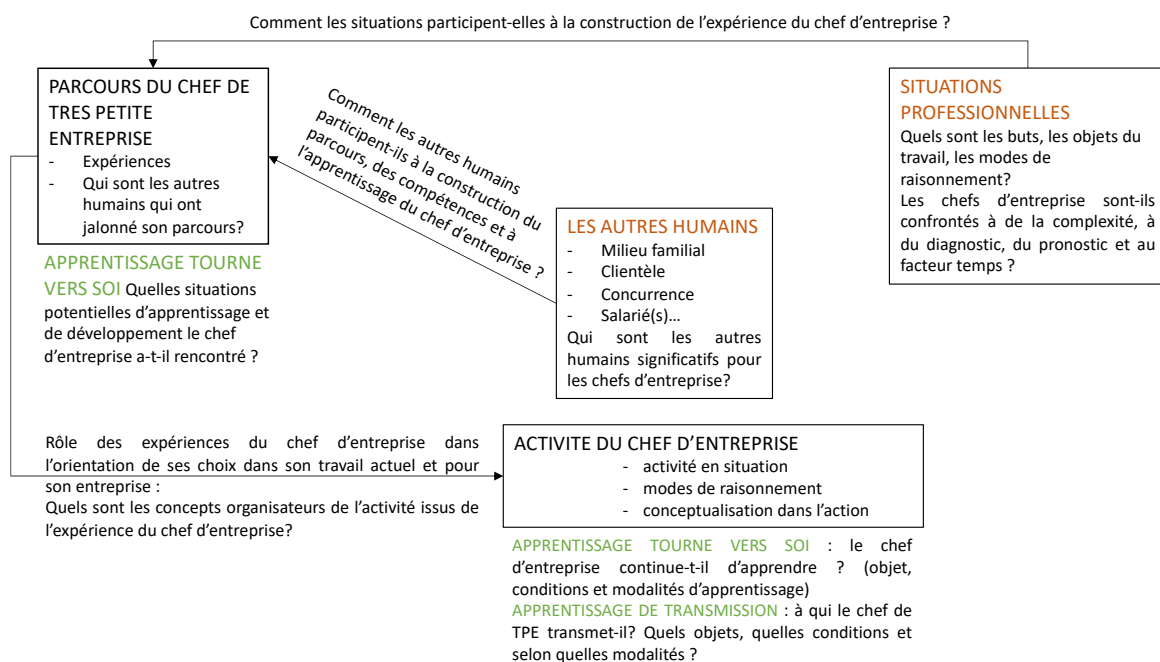 Comment les situations participent-elles à la construction de l'expérience du chef d'entreprise ?
PARCOURS DU CHEF DE
TRES PETITE
ENTREPRISE
- Expériences
- Qui sont les autres
humains qui ont
jalonné son parcours?
APPRENTISSAGE TOURNE
VERS SOI Quelles situations
potentielles d'apprentissage et
de développement le chef
d'entreprise a-t-il rencontré ?
Comment les autres humains
participent-ils à la construction du
parcours, des compétences et à
l'apprentissage du chef d'entreprise ?
LES AUTRES HUMAINS
- Milieu familial
- Clientèle
- Concurrence
- Salarié(s)…
Qui sont les autres
humains significatifs pour
les chefs d'entreprise?
SITUATIONS
PROFESSIONNELLES
Quels sont les buts, les objets du
travail, les modes de
raisonnement?
Les chefs d'entreprise sont-ils
confrontés à de la complexité, à
du diagnostic, du pronostic et au
facteur temps ?
Rôle des expériences du chef d'entreprise dans
l'orientation de ses choix dans son travail actuel et pour
son entreprise :
Quels sont les concepts organisateurs de l'activité issus de
l'expérience du chef d'entreprise?
ACTIVITE DU CHEF D'ENTREPRISE
- activité en situation
- modes de raisonnement
- conceptualisation dans l'action
APPRENTISSAGE TOURNE VERS SOI : le chef
d'entreprise continue-t-il d'apprendre ? (objet,
conditions et modalités d'apprentissage)
APPRENTISSAGE DE TRANSMISSION : à qui le chef de
TPE transmet-il? Quels objets, quelles conditions et
selon quelles modalités ?